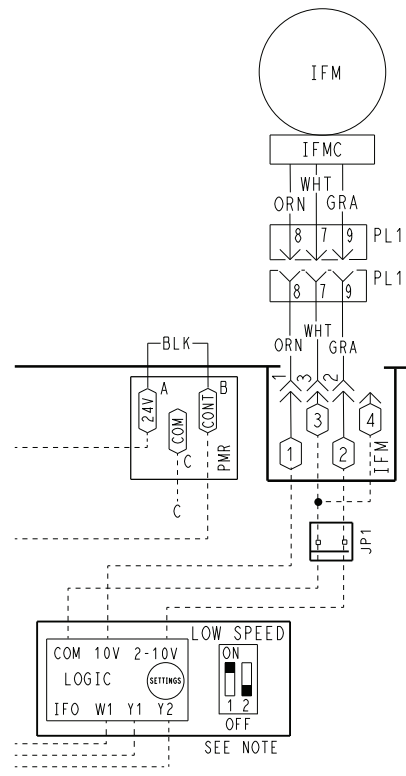 IFM
IFMC
WHT
ORN GRA
8 7 9 PL1
8 7 9 PL1
WHT
ORN GRA
BLK
1 3 2
A B
24V COM CONT
C PMR
C
3 4
1 2 IFM
JP1
LOW SPEED
COM 10V 2-10V ON
LOGIC SETTINGS
IFO W1 Y1 Y2 1 2
OFF
SEE NOTE